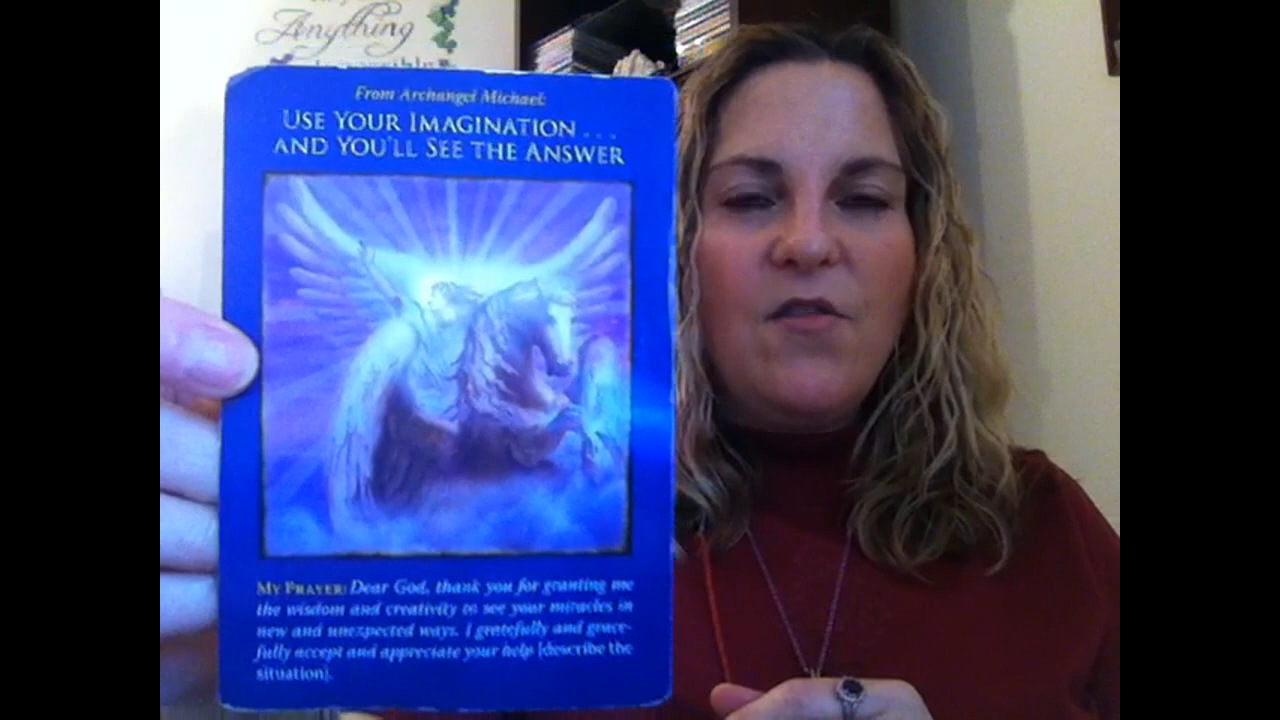 Anything
From Archangel Michael:
USE YOUR IMAGINATION . . .
AND YOU'LL SEE THE ANSWER
MY PRAYER: Dear God, thank you for granting me
the wisdom and creativity to see your miracles in
new and unexpected ways. I gratefully and grace-
fully accept and appreciate your help [describe the
situation].